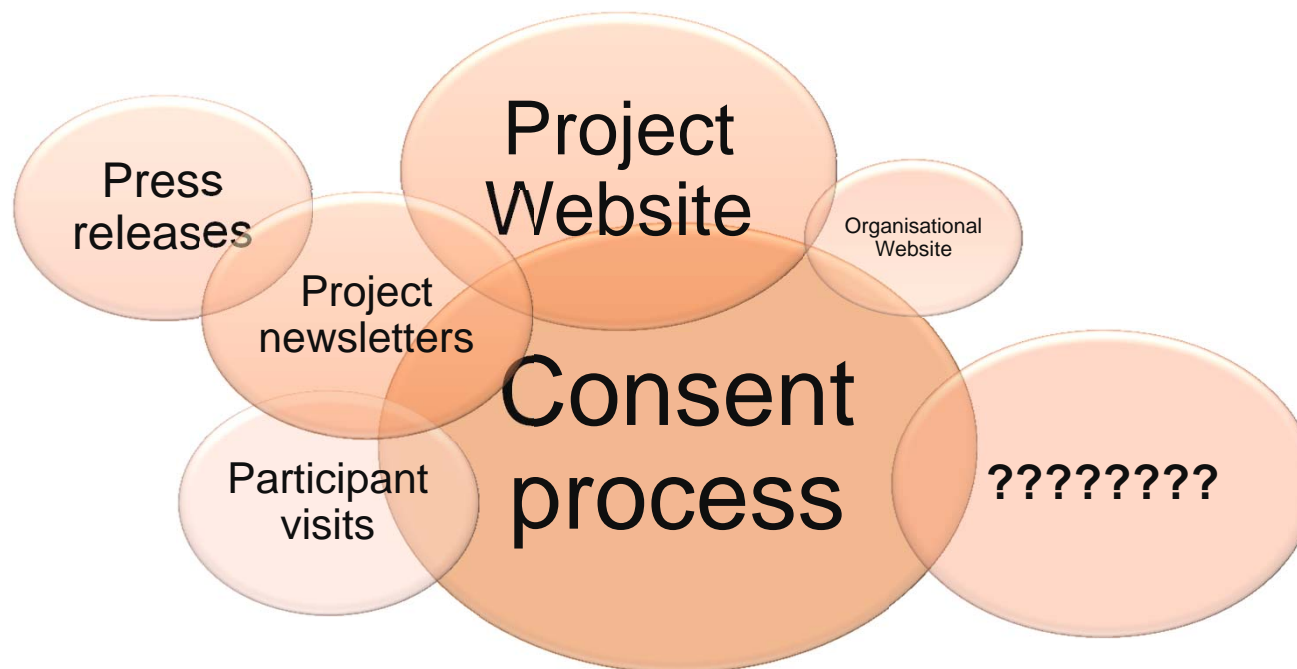 Project
Website
Press
releases
Organisational
Website
Project
newsletters
Consent
process
Participant
visits
????????